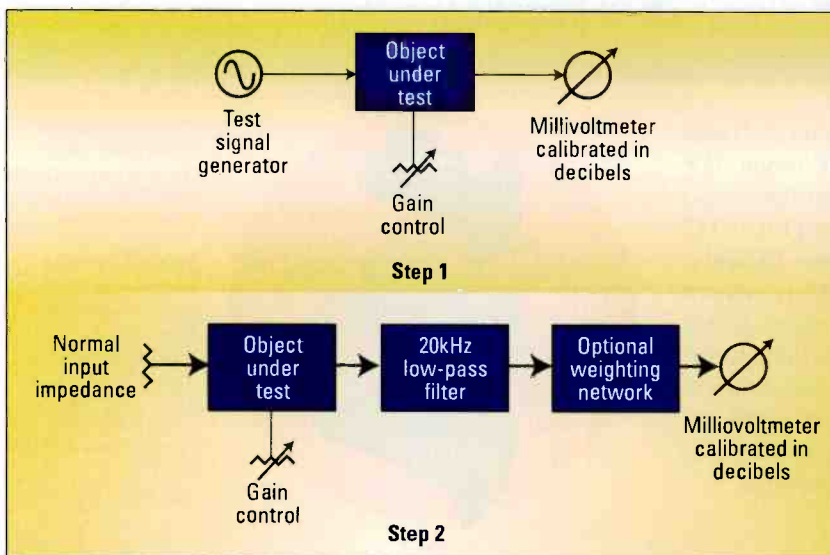 Object
under
test
Test
signal
generator
Millivoltmeter
calibrated in
decibels
Gain
control
Step 1
Normal
input
impedance
Object
under
test
20kHz
low-pass
filter
Optional
weighting
network
Milliovoltmeter
calibrated in
decibels
Gain
control
Step 2